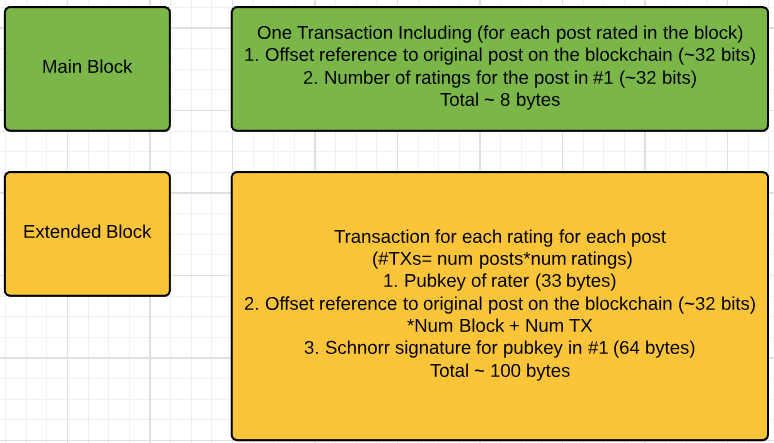 Main Block
One Transaction Including (for each post rated in the block)
1. Offset reference to original post on the blockchain (~32 bits)
2. Number of ratings for the post in #1 (~32 bits)
Total ~ 8 bytes
Extended Block
Transaction for each rating for each post
(#TXs= num posts*num ratings)
1. Pubkey of rater (33 bytes)
2. Offset reference to original post on the blockchain (~32 bits)
*Num Block + Num TX
3. Schnorr signature for pubkey in #1 (64 bytes)
Total ~ 100 bytes